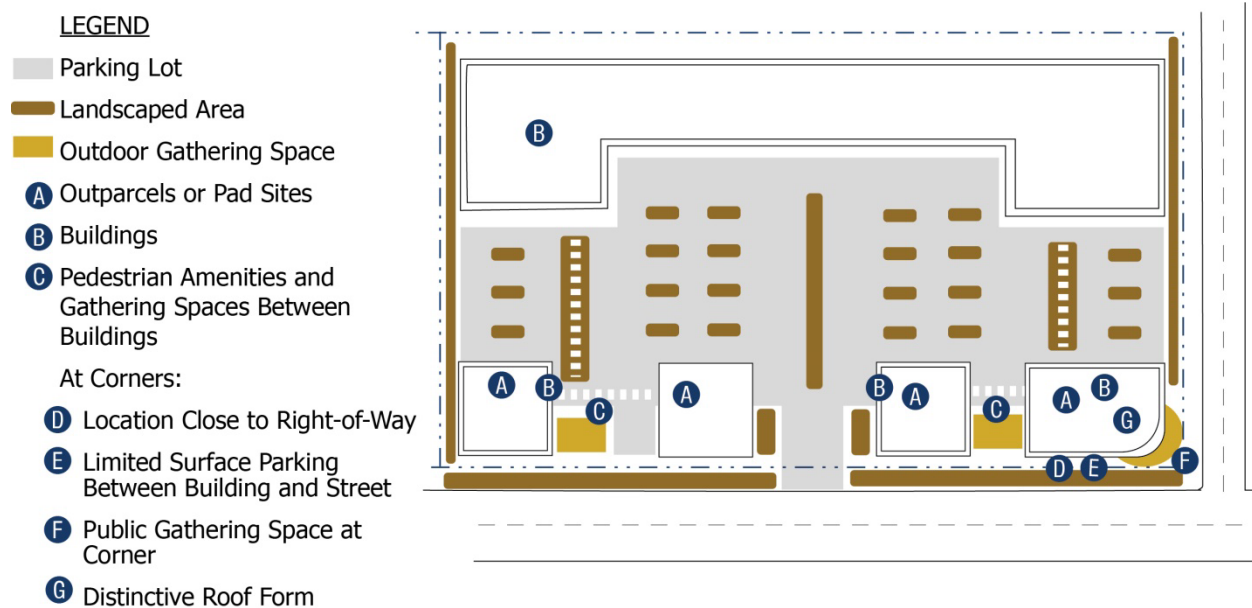 LEGEND
Parking Lot
Landscaped Area
Outdoor Gathering Space
A Outparcels or Pad Sites
B Buildings
C Pedestrian Amenities and
Gathering Spaces Between
Buildings
At Corners:
D Location Close to Right-of-Way
E Limited Surface Parking
Between Building and Street
F Public Gathering Space at
Corner
G Distinctive Roof Form
B
A B C A B A C A B G
D E F